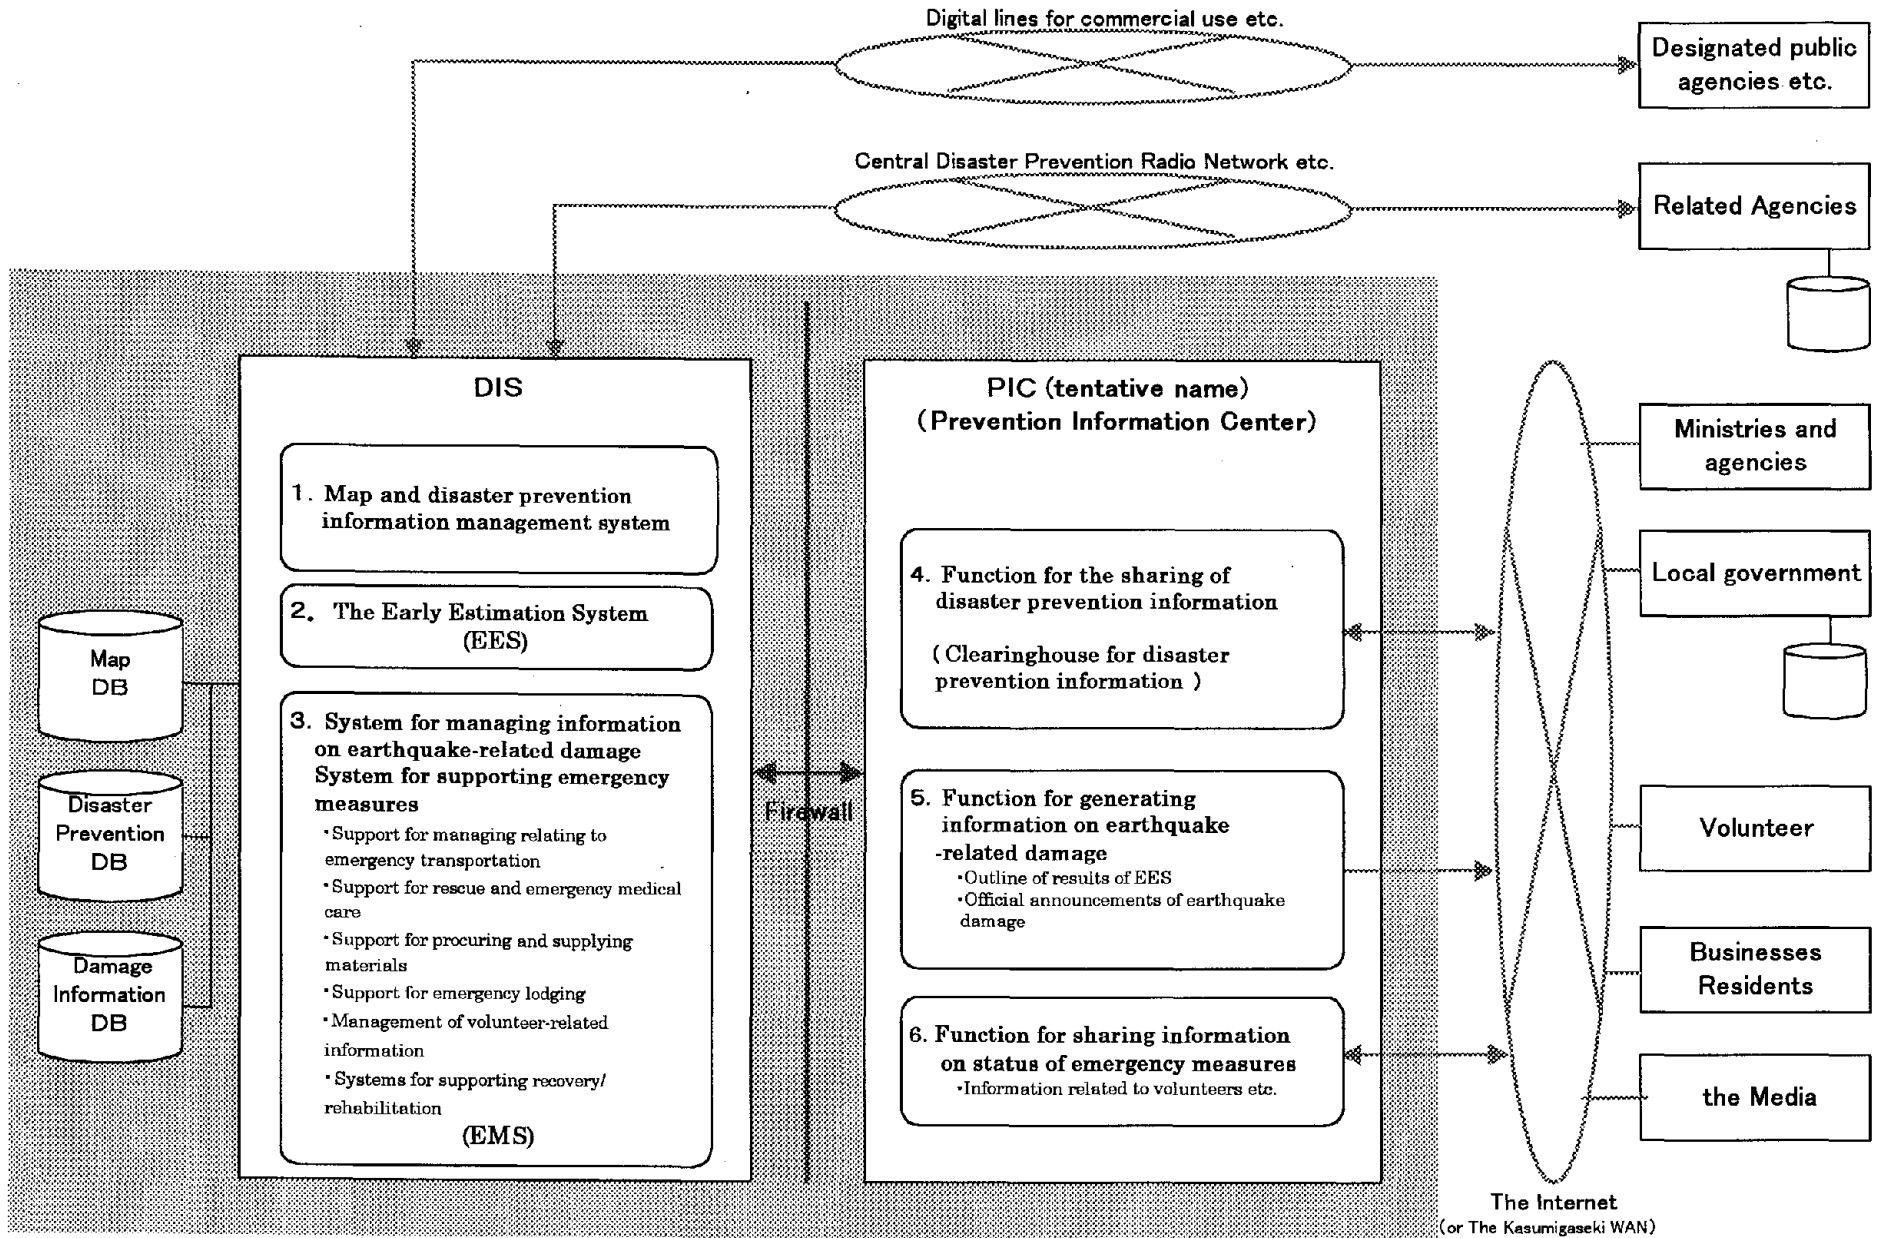 Digital lines for commercial use etc.
Designated public
agencies etc.
Central Disaster Prevention Radio Network etc.
Related Agencies
DIS
1. Map and disaster prevention
information management system
2. The Early Estimation System
(EES)
3. System for managing information
on earthquake-related damage
System for supporting emergency
measures
・Support for managing relating to
emergency transportation
・Support for rescue and emergency medical
care
・Support for procuring and supplying
materials
・Support for emergency lodging
・Management of volunteer-related
information
・Systems for supporting recovery/
rehabilitation
(EMS)
Map
DB
Disaster
Prevention
DB
Damage
Information
DB
Firewall
PIC (tentative name)
(Prevention Information Center)
4. Function for the sharing of
disaster prevention information
( Clearinghouse for disaster
prevention information )
5. Function for generating
information on earthquake
-related damage
・Outline of results of EES
・Official announcements of earthquake
damage
6. Function for sharing information
on status of emergency measures
・Information related to volunteers etc.
Ministries and
agencies
Local government
Volunteer
Businesses
Residents
the Media
The Internet
(or The Kasumigaseki WAN)